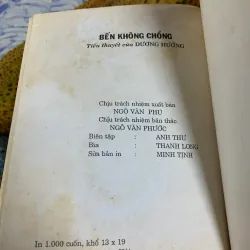 BẾN KHÔNG CHỒNG
Tiểu thuyết của DƯƠNG HƯỚNG
Chịu trách nhiệm xuất bản
NGÔ VĂN PHÚ
Chịu trách nhiệm bản thảo
NGÔ VĂN PHƯỚC
Biên tập : ANH THƯ
Bìa : THANH LONG
Sửa bản in : MINH TỊNH
In 1.000 cuốn, khổ 13 x 19